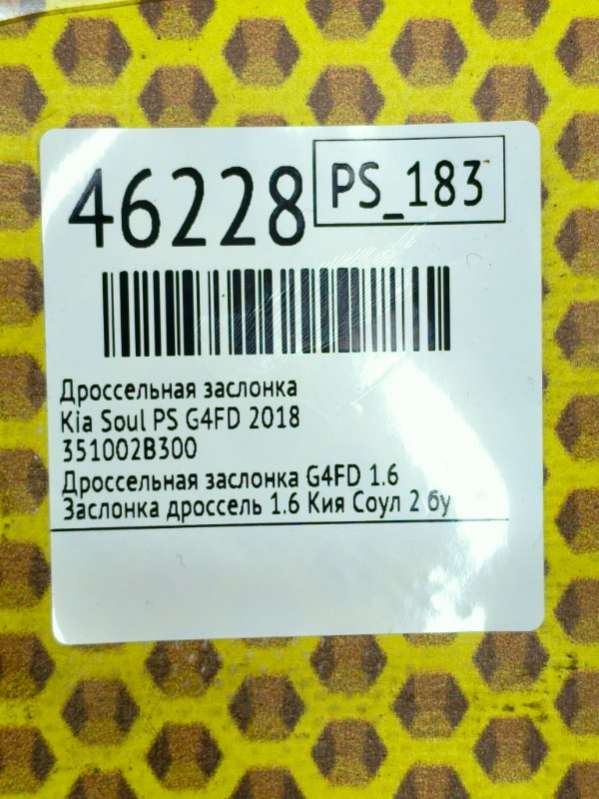 46228
PS_183
Дроссельная заслонка
Kia Soul PS G4FD 2018
351002B300
Дроссельная заслонка G4FD 1.6
Заслонка дроссель 1.6 Кия Соул 2 бу